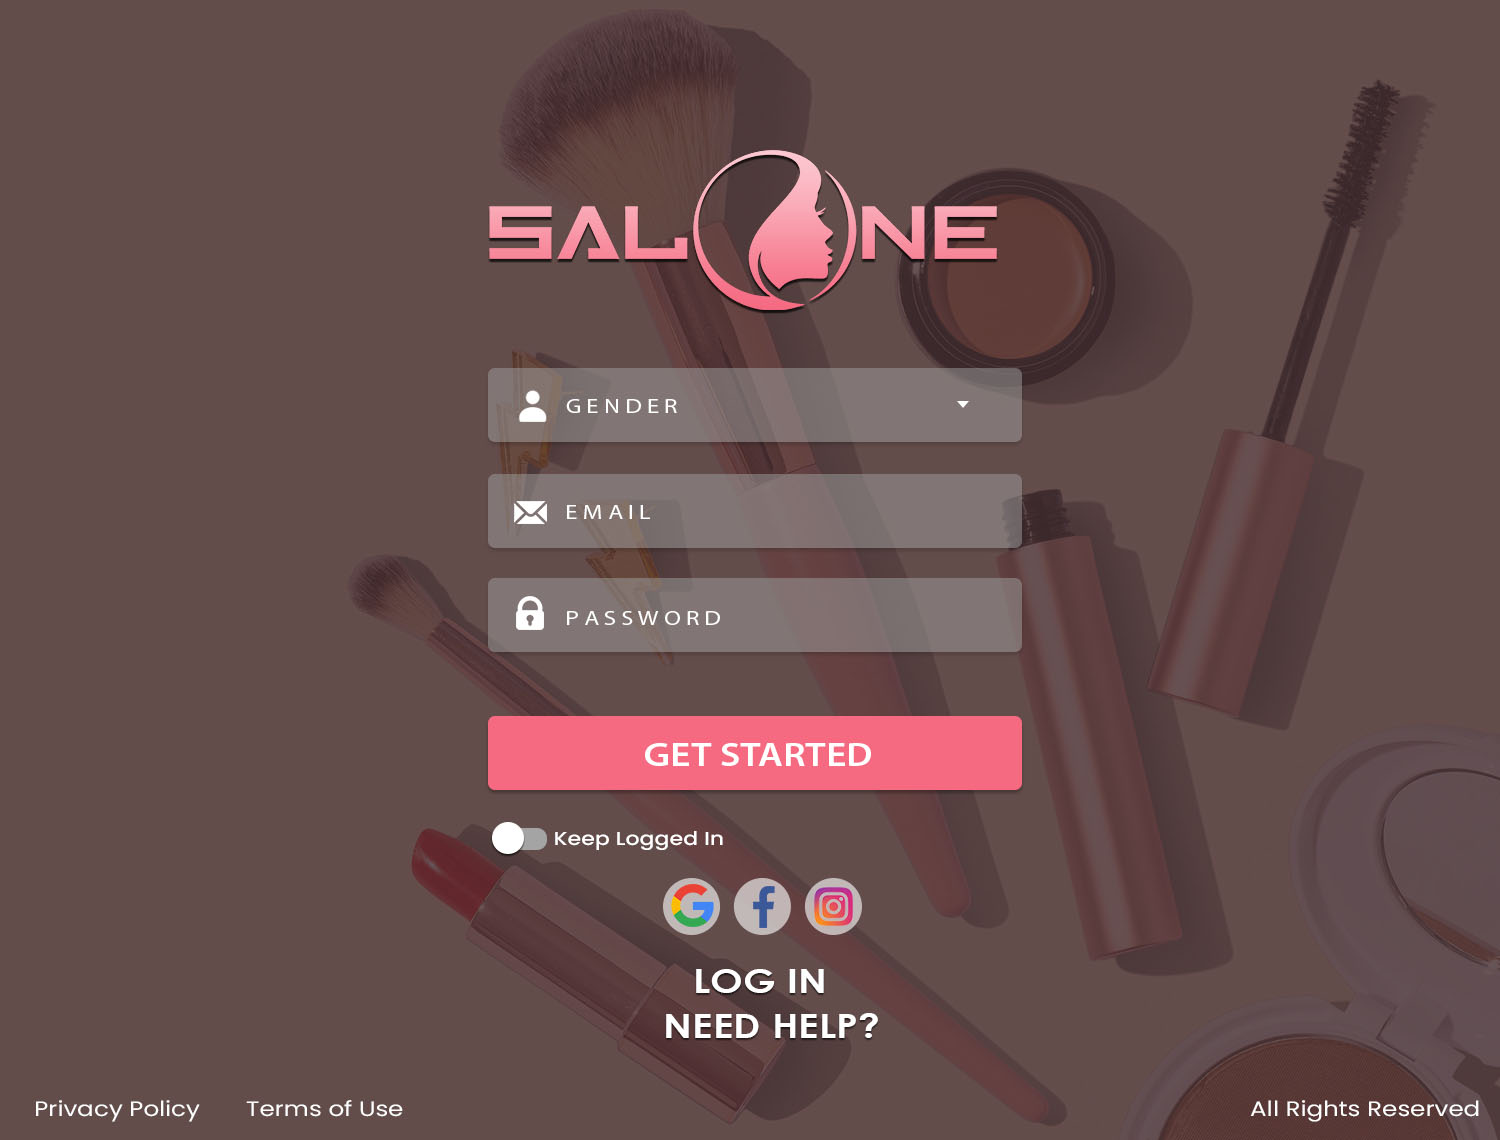 SALONE
GENDER
EMAIL
PASSWORD
GET STARTED
Keep Logged In
LOG IN
NEED HELP?
Privacy Policy Terms of Use All Rights Reserved